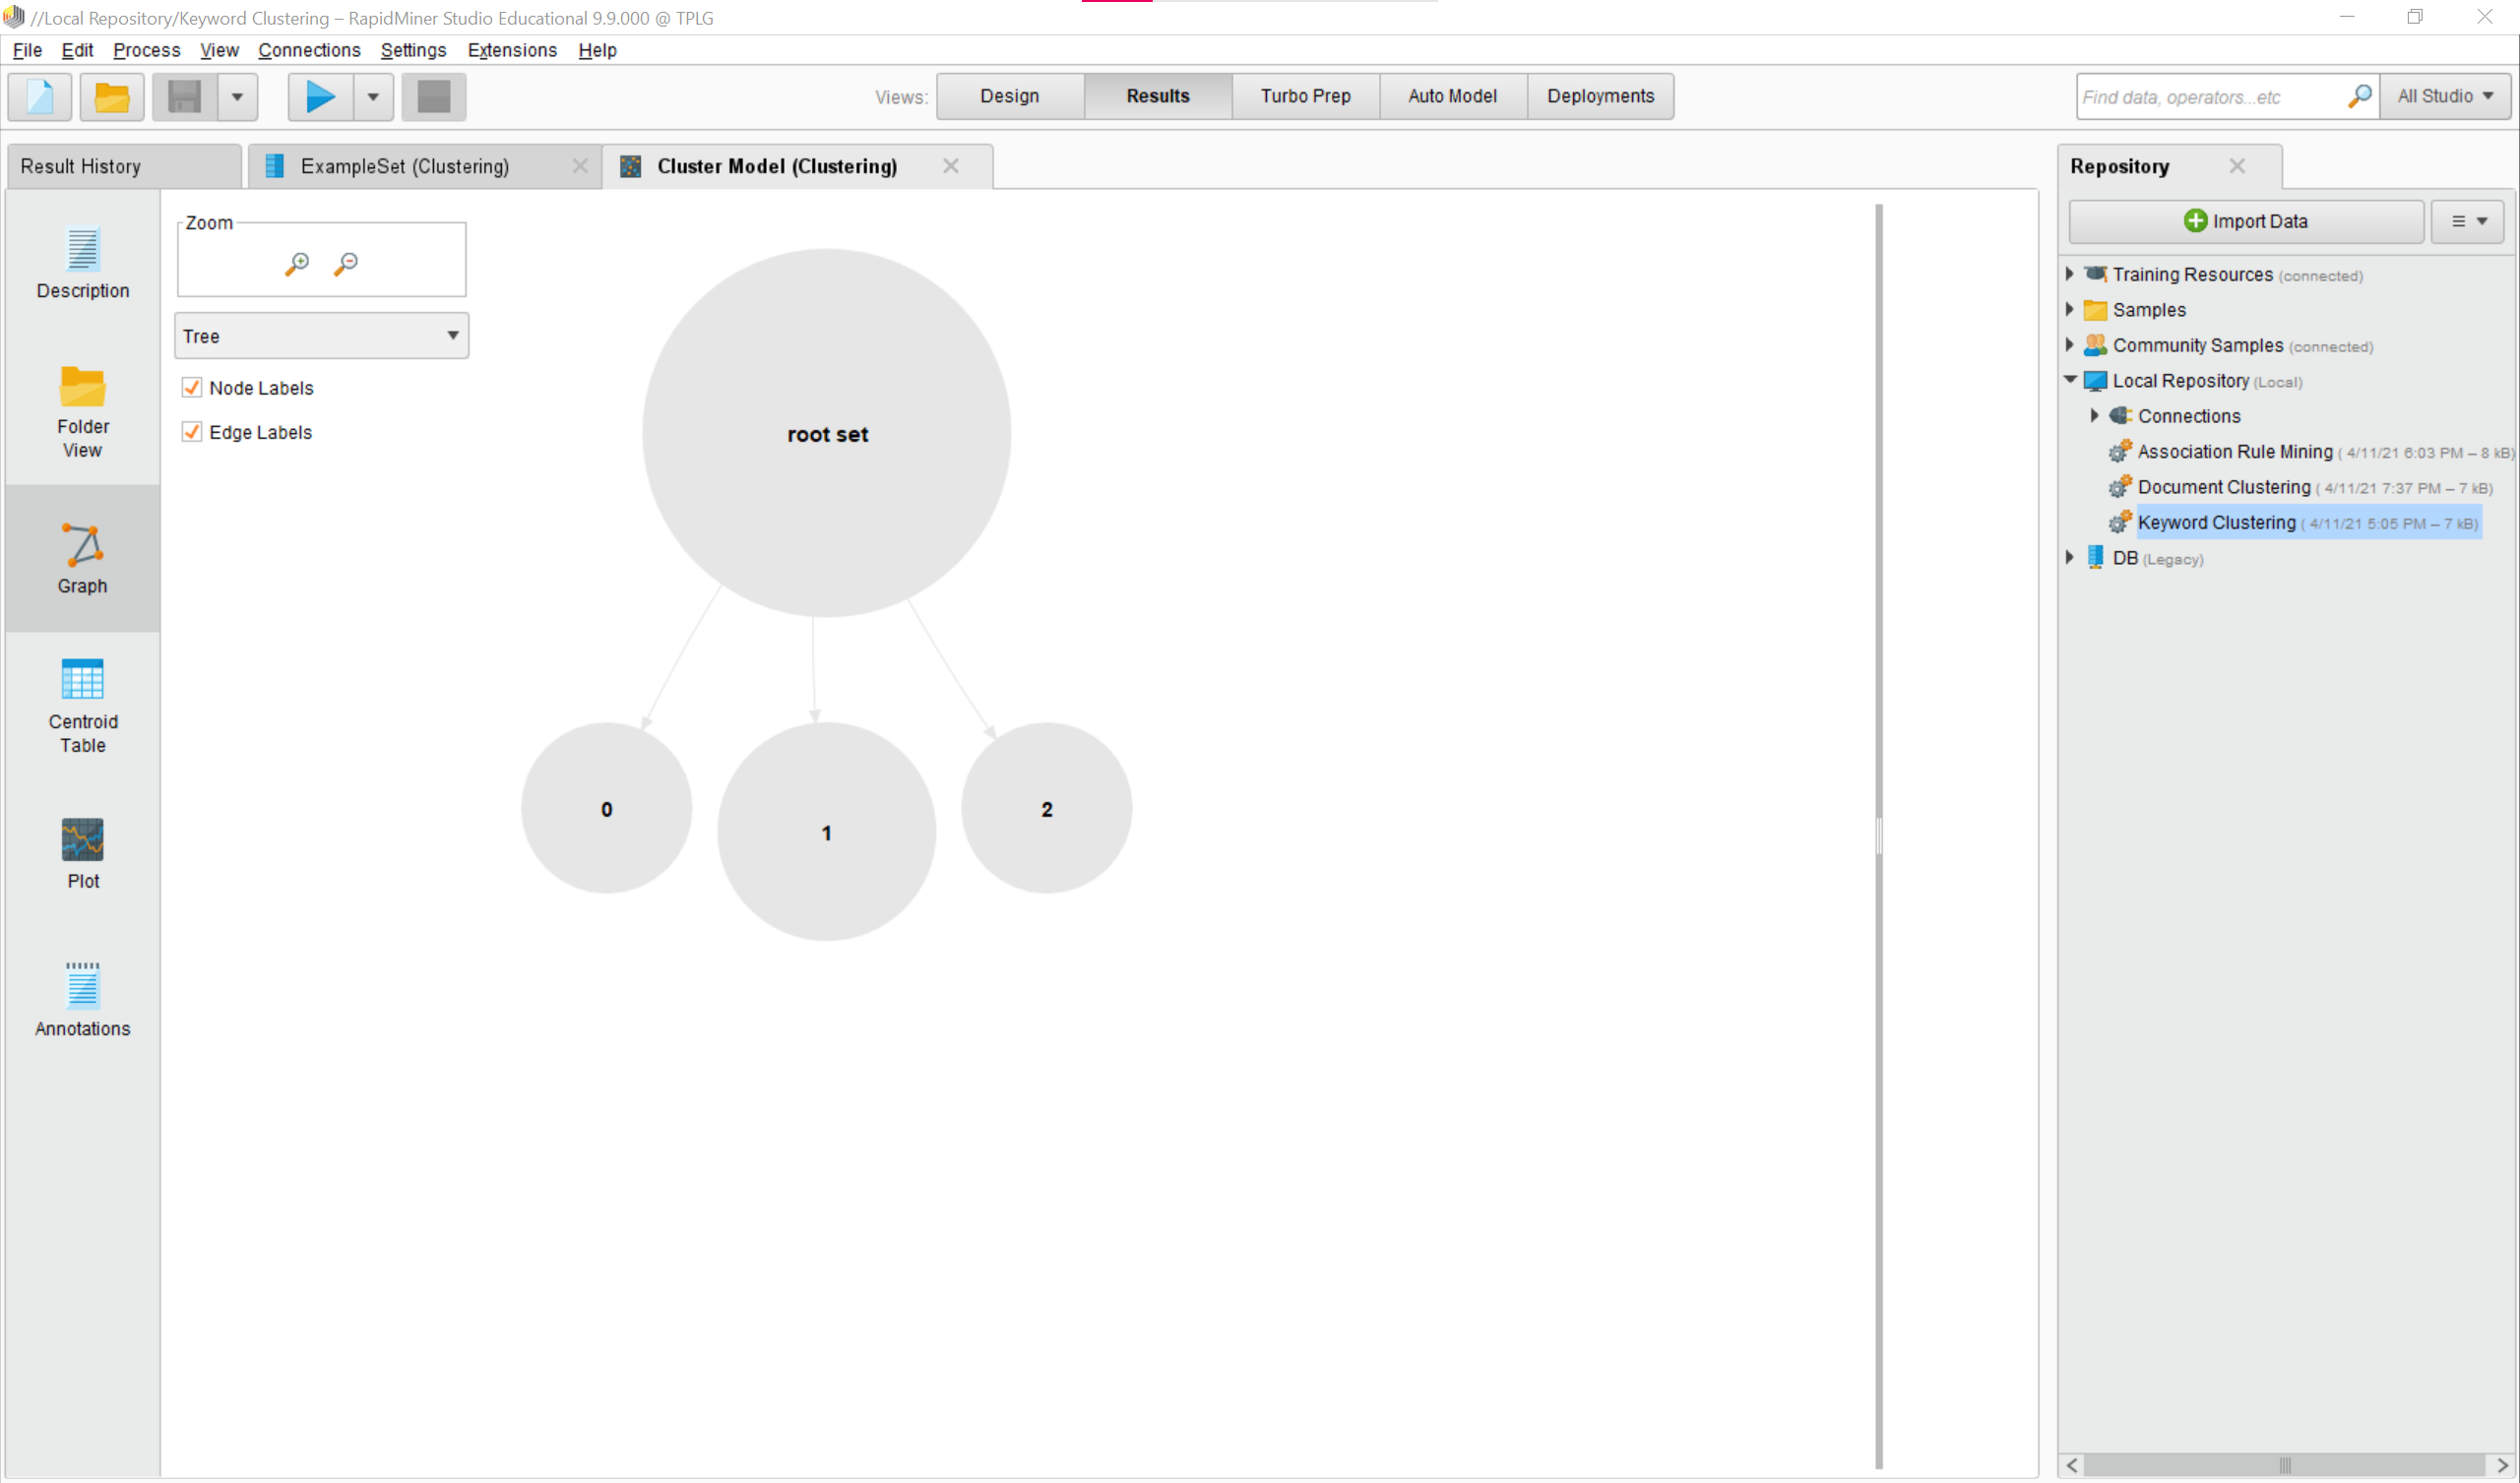 //Local Repository/Keyword Clustering – RapidMiner Studio Educational 9.9.000 @ TPLG
File Edit Process View Connections Settings Extensions Help
Views: Design Results Turbo Prep Auto Model Deployments
Find data, operators...etc All Studio
Result History ExampleSet (Clustering) Cluster Model (Clustering)
Repository
Description
Folder
View
Graph
Centroid
Table
Plot
Annotations
Zoom
Tree
Node Labels
Edge Labels
root set
0
1
2
Import Data
Training Resources (connected)
Samples
Community Samples (connected)
Local Repository (Local)
Connections
Association Rule Mining ( 4/11/21 6:03 PM – 8 kB)
Document Clustering ( 4/11/21 7:37 PM – 7 kB)
Keyword Clustering ( 4/11/21 5:05 PM – 7 kB)
DB (Legacy)